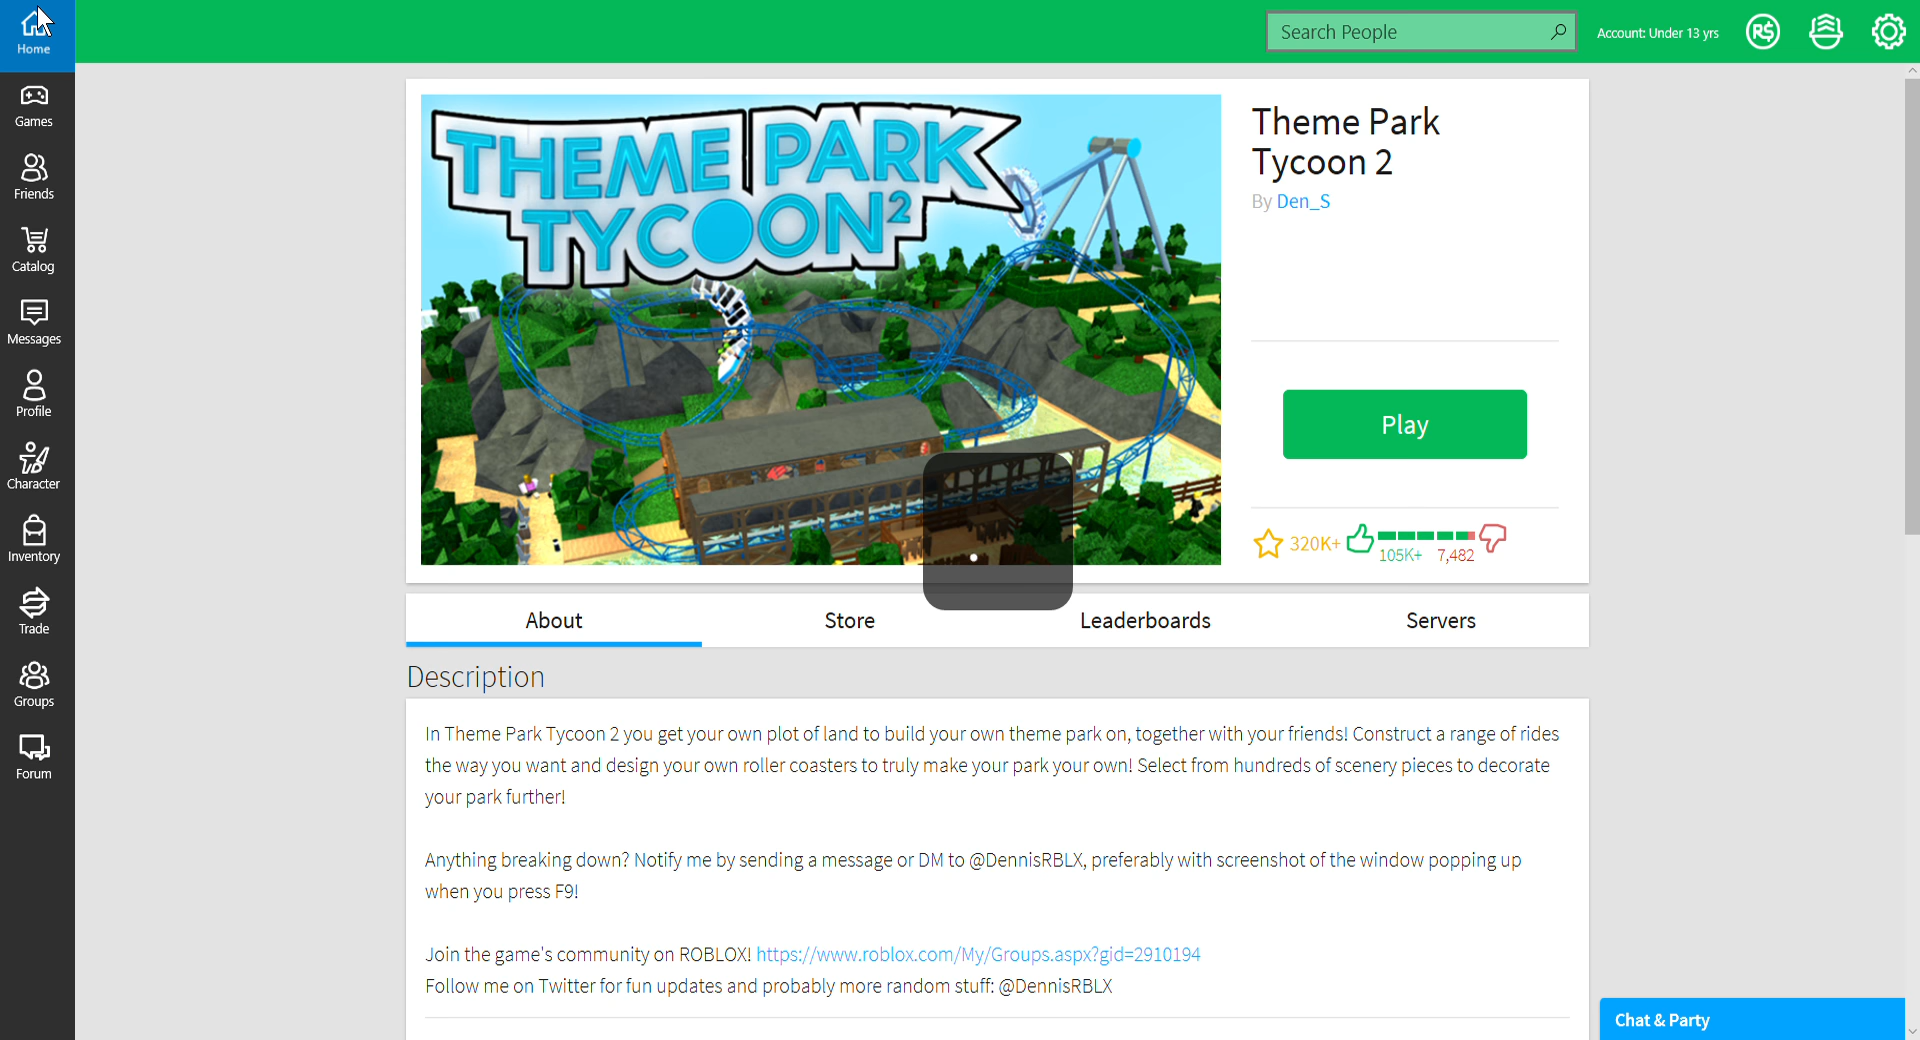 Home
Games
Friends
Catalog
Messages
Profile
Character
Inventory
Trade
Groups
Forum
Search People
Account: Under 13 yrs
R$
THEME PARK
TYCOON 2
Theme Park
Tycoon 2
By Den_S
Play
320K+
105K+
7,482
About
Store
Leaderboards
Servers
Description
In Theme Park Tycoon 2 you get your own plot of land to build your own theme park on, together with your friends! Construct a range of rides
the way you want and design your own roller coasters to truly make your park your own! Select from hundreds of scenery pieces to decorate
your park further!
Anything breaking down? Notify me by sending a message or DM to @DennisRBLX, preferably with screenshot of the window popping up
when you press F9!
Join the game's community on ROBLOX! https://www.roblox.com/My/Groups.aspx?gid=2910194
Follow me on Twitter for fun updates and probably more random stuff: @DennisRBLX
Chat & Party